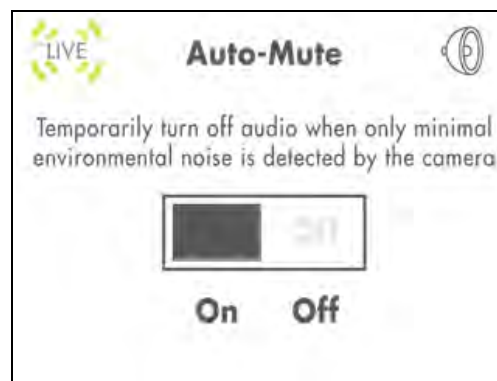 LIVE
Auto-Mute
Temporarily turn off audio when only minimal
environmental noise is detected by the camera
On Off